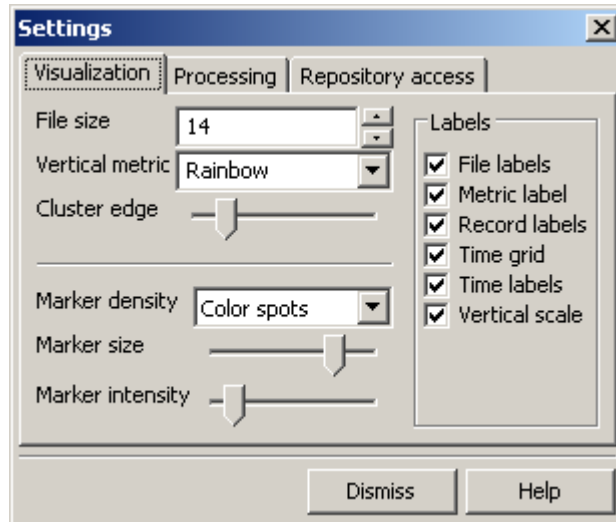 Settings
Visualization Processing Repository access
File size 14
Vertical metric Rainbow
Cluster edge
Marker density Color spots
Marker size
Marker intensity
Labels
File labels
Metric label
Record labels
Time grid
Time labels
Vertical scale
Dismiss Help